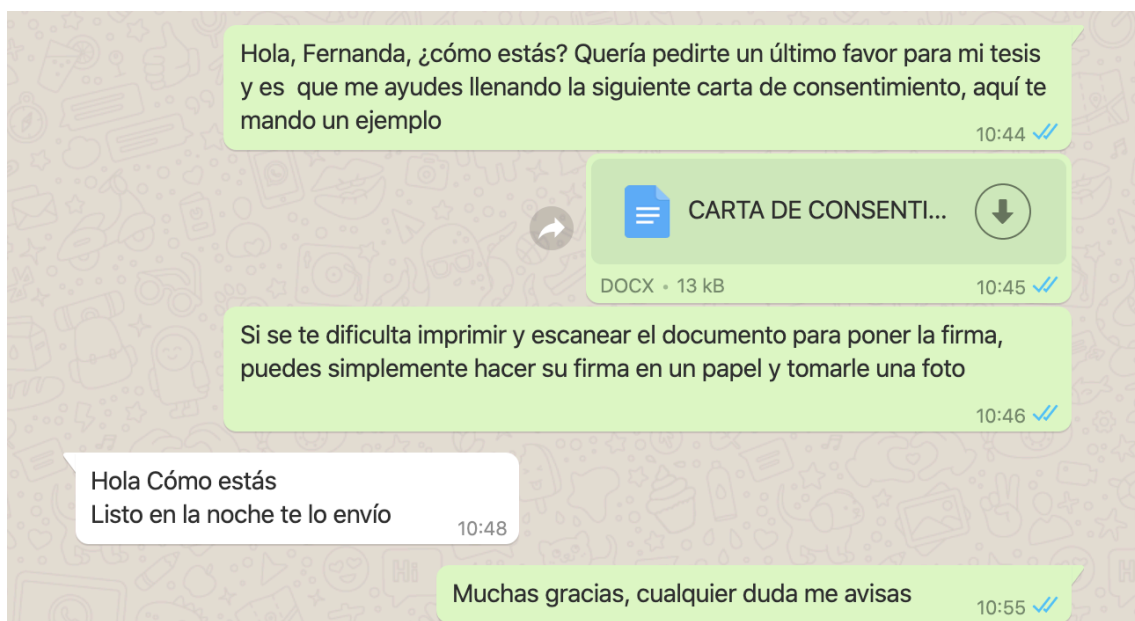 Hola, Fernanda, ¿cómo estás? Quería pedirte un último favor para mi tesis
y es que me ayudes llenando la siguiente carta de consentimiento, aquí te
mando un ejemplo
10:44
CARTA DE CONSENTI...
DOCX • 13 kB
10:45
Si se te dificulta imprimir y escanear el documento para poner la firma,
puedes simplemente hacer su firma en un papel y tomarle una foto
10:46
Hola Cómo estás
Listo en la noche te lo envío
10:48
Muchas gracias, cualquier duda me avisas
10:55